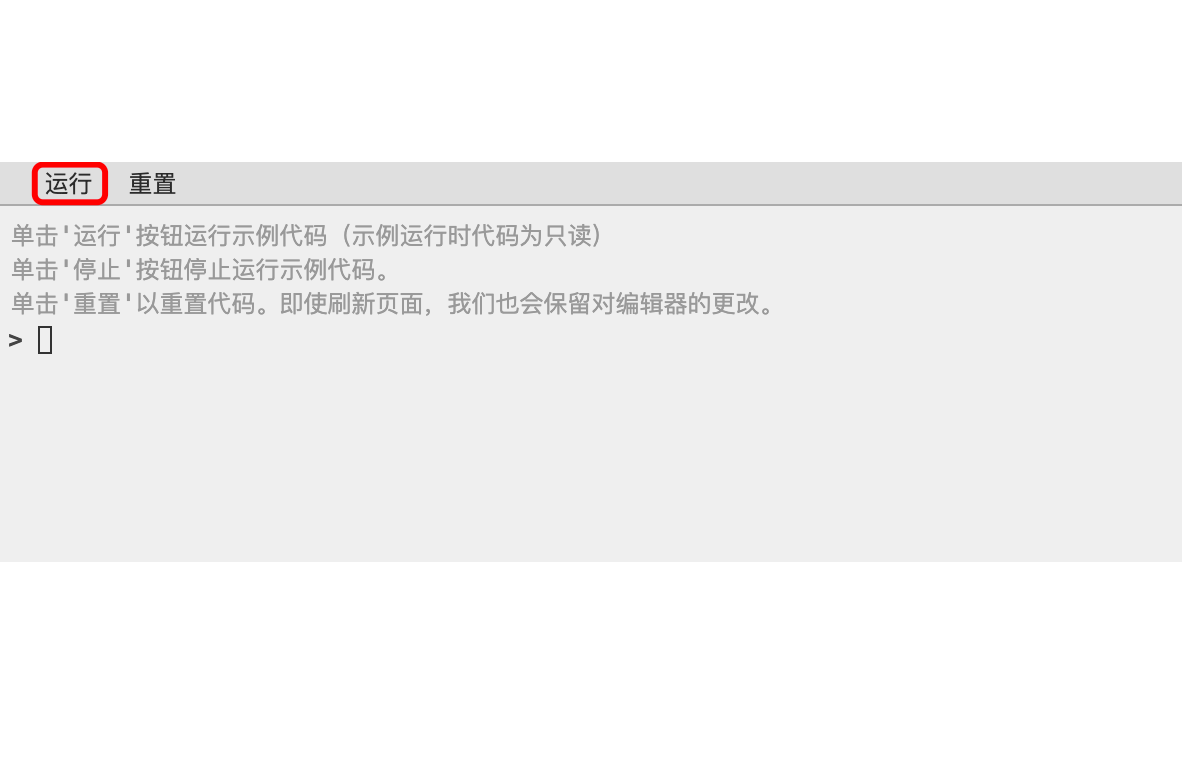 运行 重置
单击'运行'按钮运行示例代码（示例运行时代码为只读）
单击'停止'按钮停止运行示例代码。
单击'重置'以重置代码。即使刷新页面，我们也会保留对编辑器的更改。
>